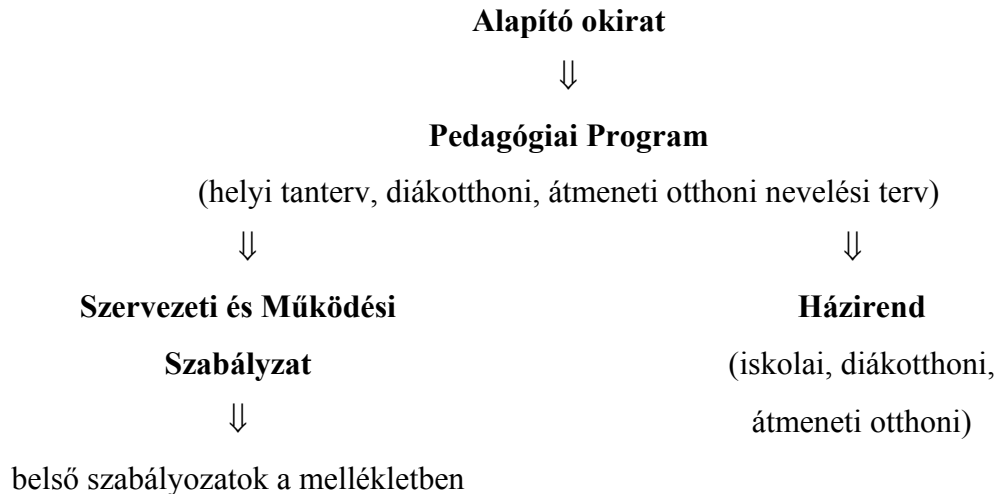 Alapító okirat
⇓
Pedagógiai Program
(helyi tanterv, diákotthoni, átmeneti otthoni nevelési terv)
⇓ ⇓
Szervezeti és Működési
Szabályzat
⇓
belső szabályozatok a mellékletben
Házirend
(iskolai, diákotthoni,
átmeneti otthoni)